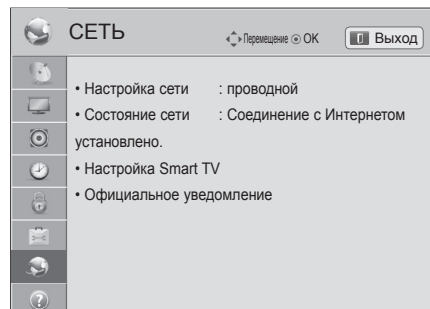 СЕТЬ
Перемещение OK
Выход
• Настройка сети : проводной
• Состояние сети : Соединение с Интернетом
установлено.
• Настройка Smart TV
• Официальное уведомление